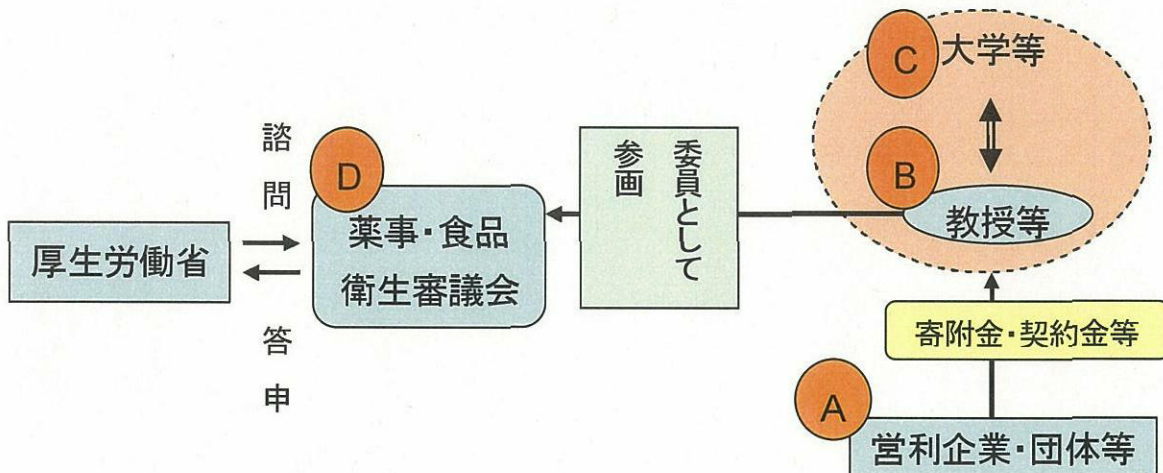 C
大学等
B
教授等
諮問
答申
D
薬事・食品
衛生審議会
委員として
参画
厚生労働省
寄附金・契約金等
A
営利企業・団体等